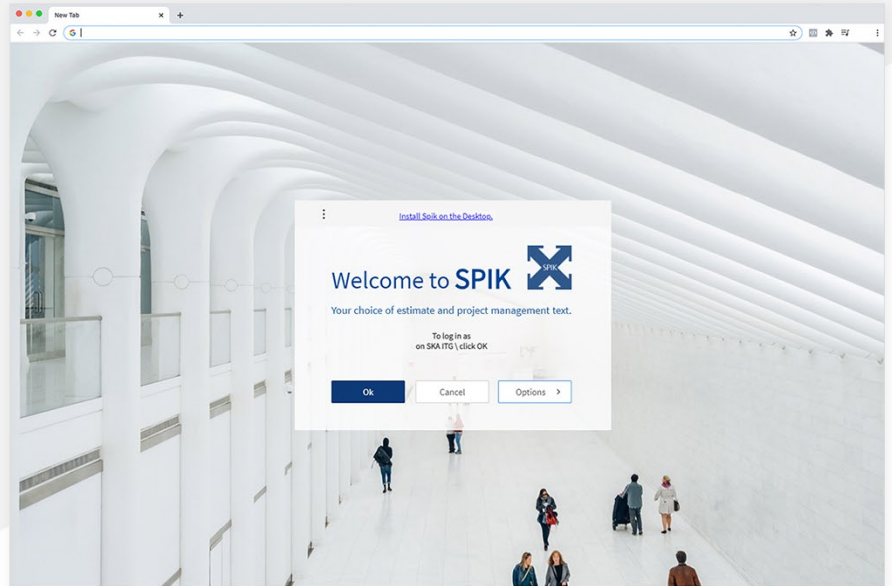 New Tab
Install Spik on the Desktop.
SPIK
Welcome to SPIK
Your choice of estimate and project management text.
To log in as
on SKA ITG \ click OK
Ok
Cancel
Options